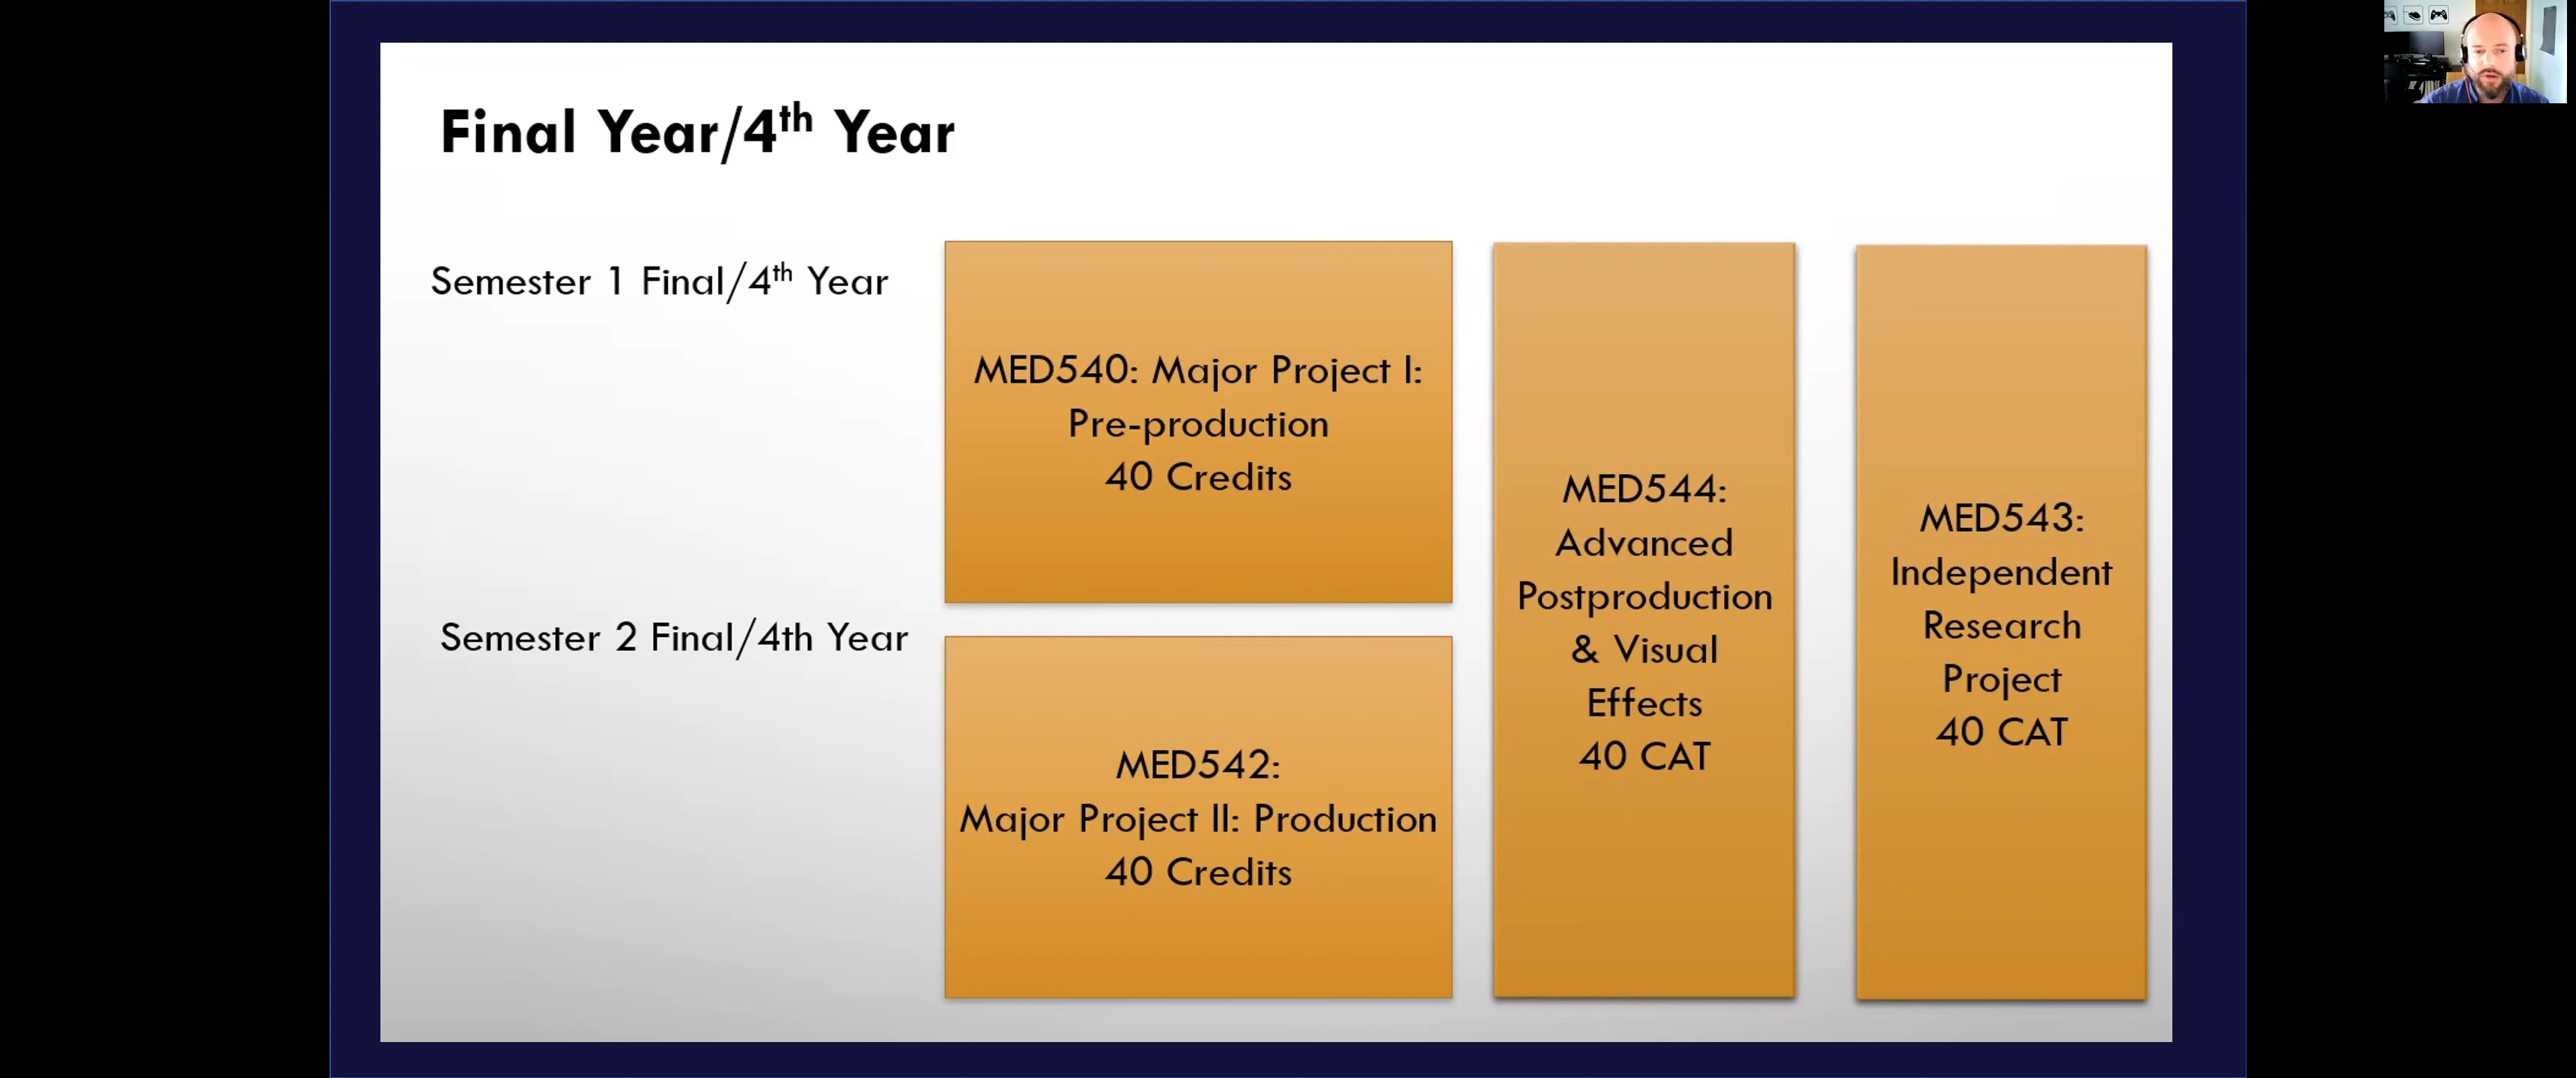 Final Year/4th Year
Semester 1 Final/4th Year
MED540: Major Project I:
Pre-production
40 Credits
Semester 2 Final/4th Year
MED542:
Major Project II: Production
40 Credits
MED544:
Advanced
Postproduction
& Visual
Effects
40 CAT
MED543:
Independent
Research
Project
40 CAT